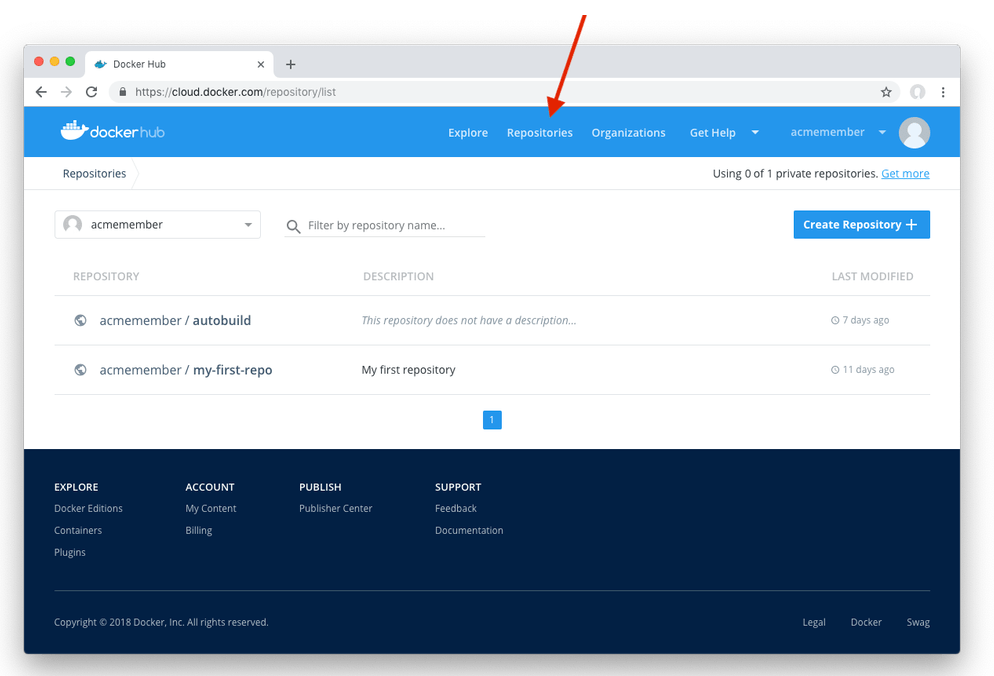 Docker Hub
https://cloud.docker.com/repository/list
dockerhub Explore Repositories Organizations Get Help acmemember
Repositories Using 0 of 1 private repositories. Get more
acmemember Filter by repository name... Create Repository +
REPOSITORY DESCRIPTION LAST MODIFIED
acmemember / autobuild This repository does not have a description... 7 days ago
acmemember / my-first-repo My first repository 11 days ago
1
EXPLORE ACCOUNT PUBLISH SUPPORT
Docker Editions My Content Publisher Center Feedback
Containers Billing Documentation
Plugins
Copyright © 2018 Docker, Inc. All rights reserved. Legal Docker Swag